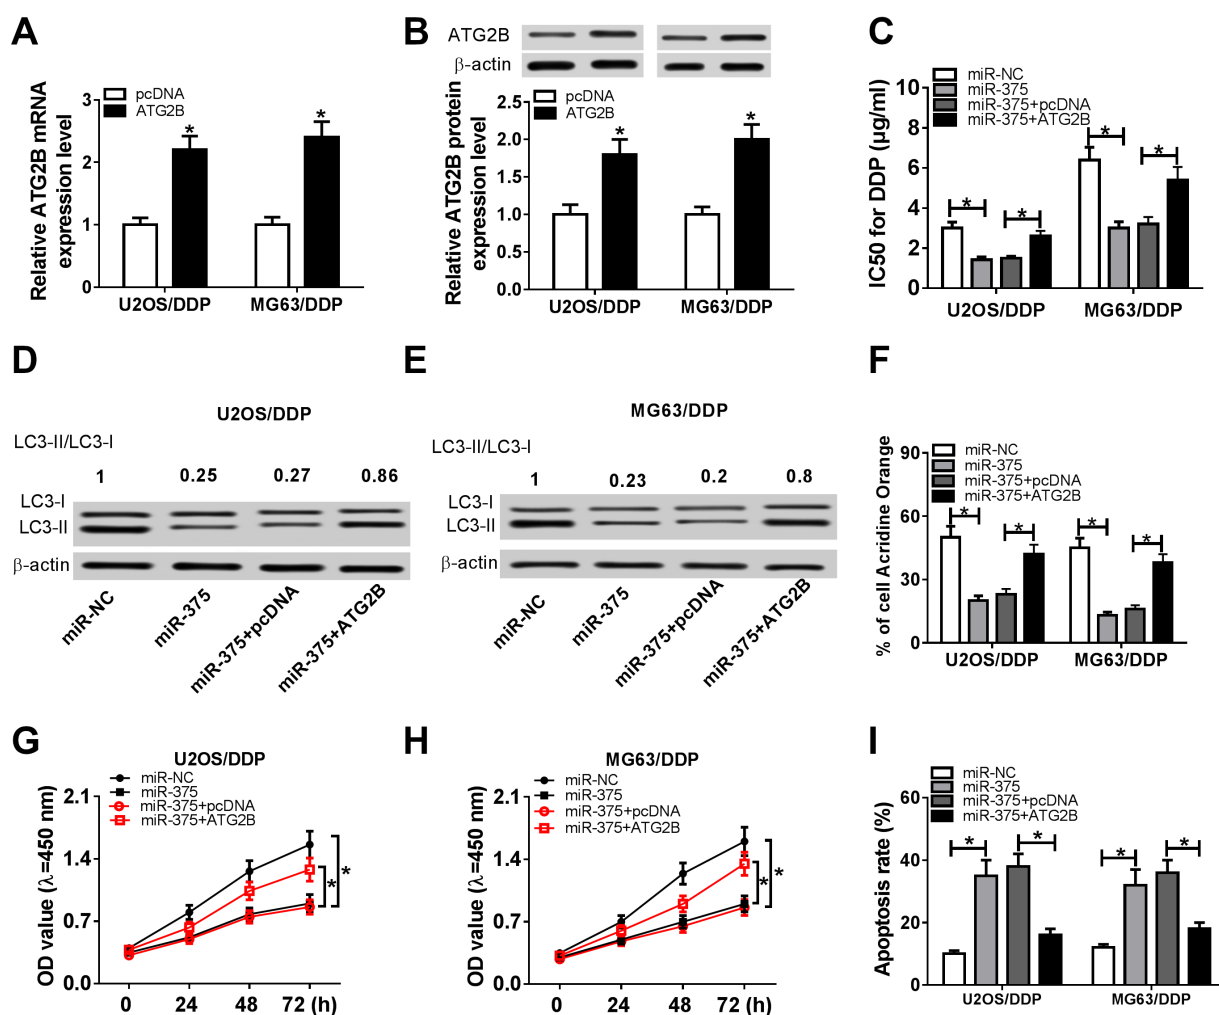 A
pcDNA
ATG2B
Relative ATG2B mRNA
expression level
3
2
1
0
*
*
U2OS/DDP
MG63/DDP
B
ATG2B
β-actin
pcDNA
ATG2B
Relative ATG2B protein
expression level
2.5
2.0
1.5
1.0
0.5
0.0
*
*
U2OS/DDP
MG63/DDP
C
miR-NC
miR-375
miR-375+pcDNA
miR-375+ATG2B
IC50 for DDP (μg/ml)
10
8
6
4
2
0
*
*
*
*
U2OS/DDP
MG63/DDP
D
U2OS/DDP
LC3-II/LC3-I
1 0.25 0.27 0.86
LC3-I
LC3-II
β-actin
miR-NC
miR-375
miR-375+pcDNA
miR-375+ATG2B
E
MG63/DDP
LC3-II/LC3-I
1 0.23 0.2 0.8
LC3-I
LC3-II
β-actin
miR-NC
miR-375
miR-375+pcDNA
miR-375+ATG2B
F
miR-NC
miR-375
miR-375+pcDNA
miR-375+ATG2B
% of cell Acridine Orange
90
60
30
0
*
*
*
*
U2OS/DDP
MG63/DDP
G
U2OS/DDP
miR-NC
miR-375
miR-375+pcDNA
miR-375+ATG2B
OD value (λ=450 nm)
2.1
1.4
0.7
0.0
*
*
0 24 48 72 (h)
H
MG63/DDP
miR-NC
miR-375
miR-375+pcDNA
miR-375+ATG2B
OD value (λ=450 nm)
2.1
1.4
0.7
0.0
*
*
0 24 48 72 (h)
I
miR-NC
miR-375
miR-375+pcDNA
miR-375+ATG2B
Apoptosis rate (%)
60
40
20
0
*
*
*
*
U2OS/DDP
MG63/DDP